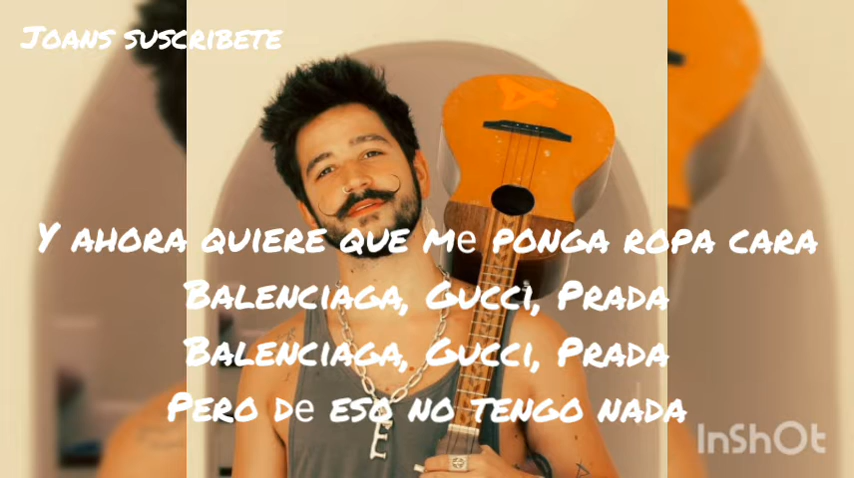 Joans suscribete
Y ahora quiere que me ponga ropa cara
Balenciaga, Gucci, Prada
Balenciaga, Gucci, Prada
Pero de eso no tengo nada
InShOt